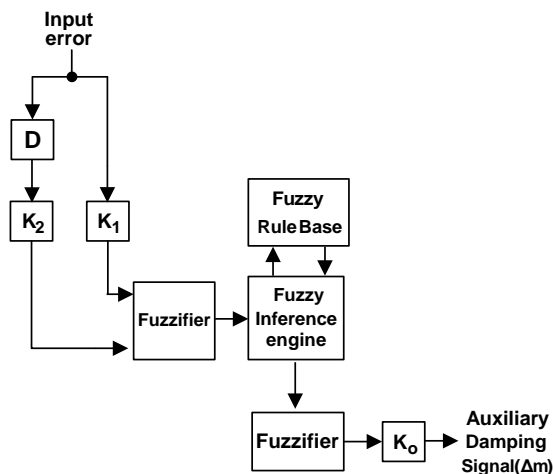 Input
error
D
K2
K1
Fuzzy
Rule Base
Fuzzifier
Fuzzy
Inference
engine
Fuzzifier
Ko
Auxiliary
Damping
Signal(Δm)